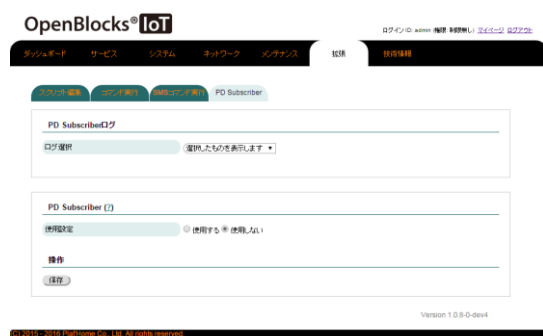 OpenBlocks® IoT
ログインID: admin (権限: 制限無し) マイページ ログアウト
ダッシュボード サービス システム ネットワーク メンテナンス 拡張 技術情報
スクリプト編集 コマンド実行 SMSコマンド実行 PD Subscriber
PD Subscriberログ
ログ選択 (選択したものを表示します ▼
PD Subscriber (?)
使用設定 使用する 使用しない
操作
保存
Version 1.0.8-0-dev4
(C) 2015 - 2016 PlatHome Co., Ltd. All rights reserved.